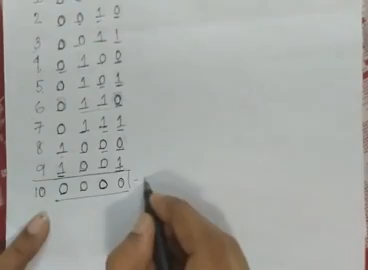 2 0 0 1 0
3 0 0 1 1
4 0 1 0 0
5 0 1 0 1
6 0 1 1 0
7 0 1 1 1
8 1 0 0 0
9 1 0 0 1
10 0 0 0 0